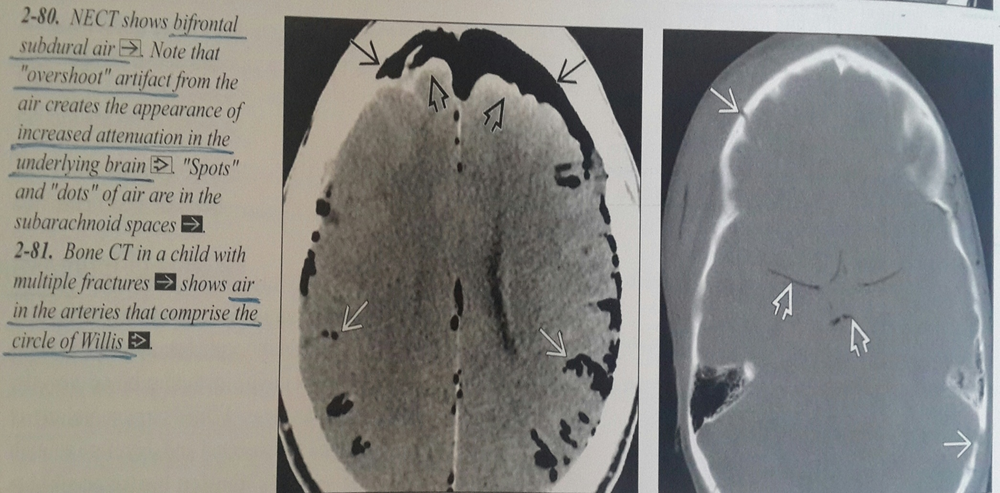 2-80. NECT shows bifrontal
subdural air ➔. Note that
"overshoot" artifact from the
air creates the appearance of
increased attenuation in the
underlying brain ➔. "Spots"
and "dots" of air are in the
subarachnoid spaces ➔.
2-81. Bone CT in a child with
multiple fractures ➔ shows air
in the arteries that comprise the
circle of Willis ➔.